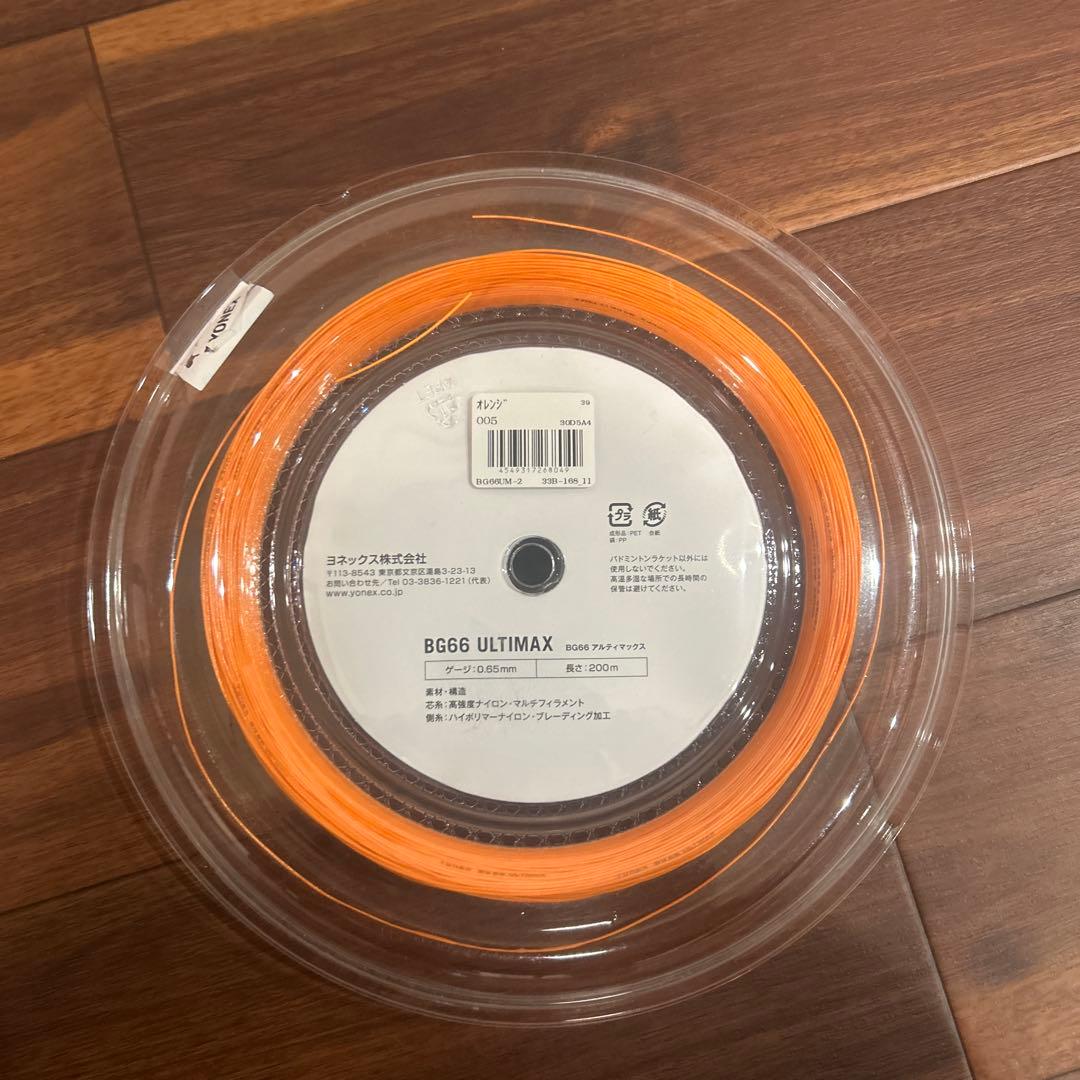 YONEX
オレンジ 39
005 30D5A4
4549317268049
BG66UM-2 33B-168_11
プラ 紙
成形品:PET 台紙
袋:PP
ヨネックス株式会社
〒113-8543 東京都文京区湯島3-23-13
お問い合わせ先/Tel 03-3836-1221(代表)
www.yonex.co.jp
バドミントンラケット以外には
使用しないでください。
高温多湿な場所での長時間の
保管は避けてください。
BG66 ULTIMAX BG66 アルティマックス
ゲージ:0.65mm 長さ:200m
素材・構造
芯糸:高強度ナイロン・マルチフィラメント
側糸:ハイポリマーナイロン・ブレーディング加工